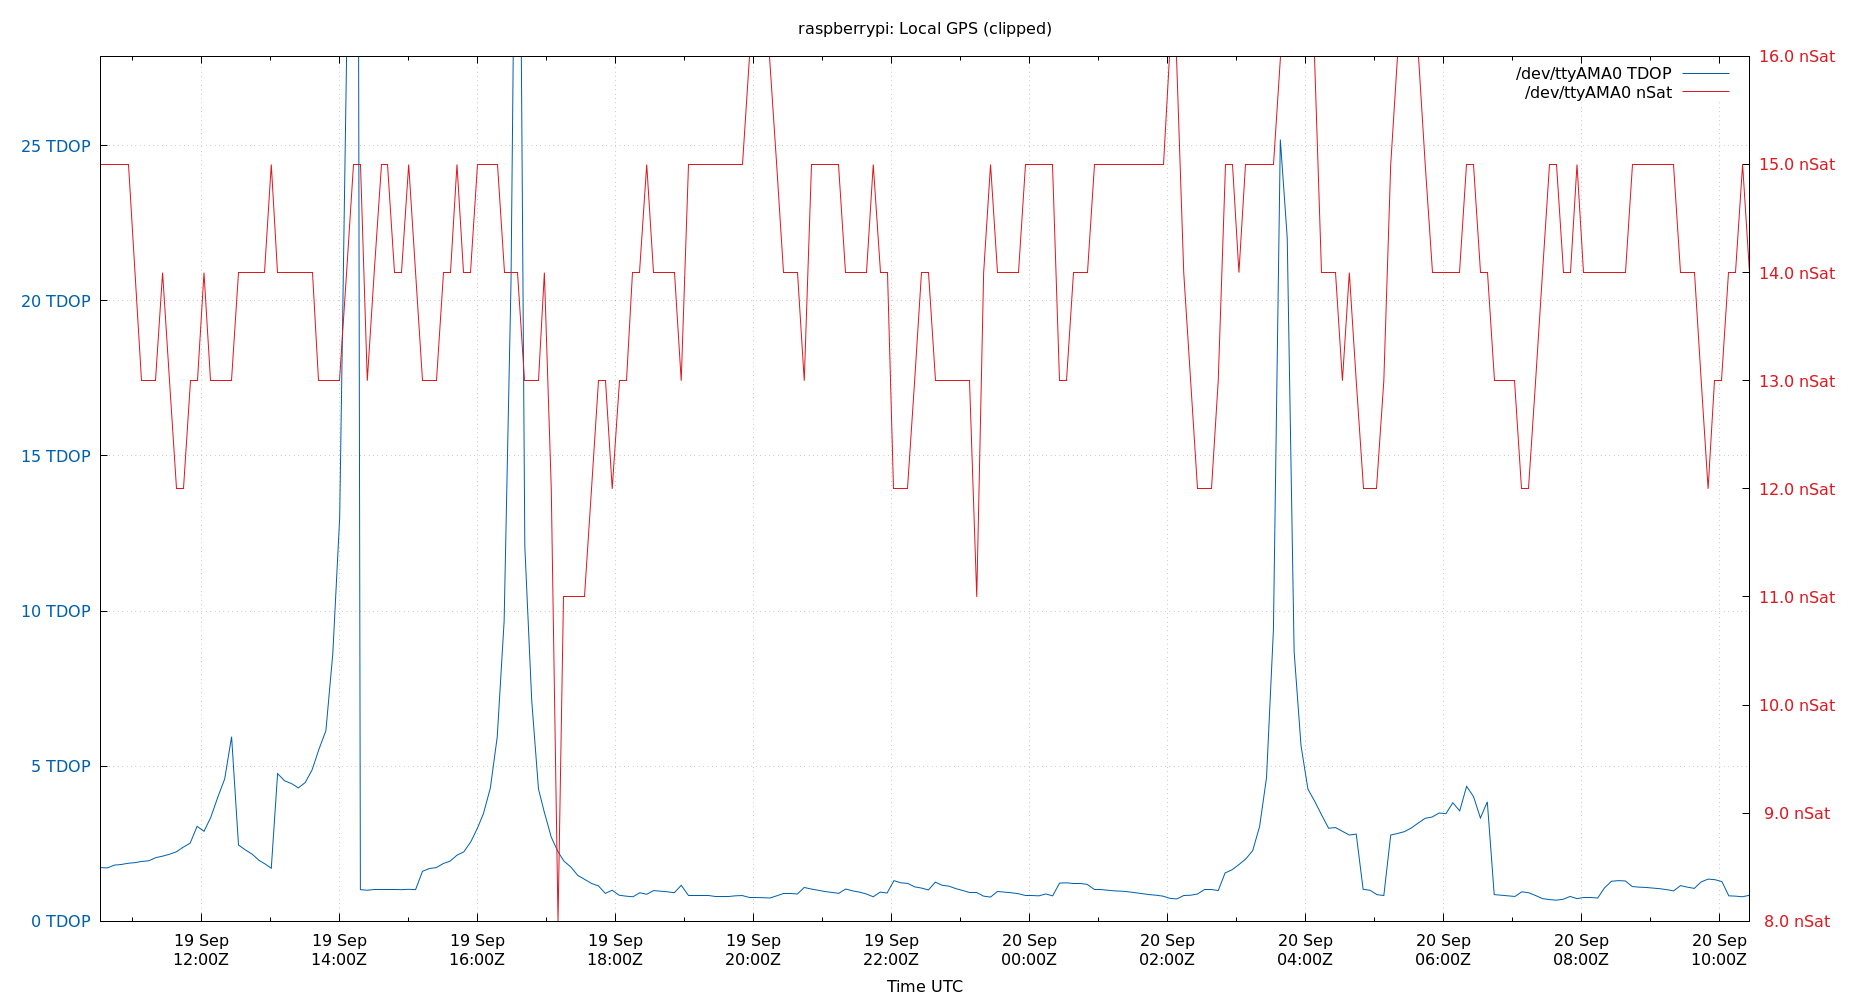 raspberrypi: Local GPS (clipped)
/dev/ttyAMA0 TDOP
/dev/ttyAMA0 nSat
25 TDOP
20 TDOP
15 TDOP
10 TDOP
5 TDOP
0 TDOP
16.0 nSat
15.0 nSat
14.0 nSat
13.0 nSat
12.0 nSat
11.0 nSat
10.0 nSat
9.0 nSat
8.0 nSat
19 Sep
12:00Z
19 Sep
14:00Z
19 Sep
16:00Z
19 Sep
18:00Z
19 Sep
20:00Z
19 Sep
22:00Z
20 Sep
00:00Z
20 Sep
02:00Z
20 Sep
04:00Z
20 Sep
06:00Z
20 Sep
08:00Z
20 Sep
10:00Z
Time UTC